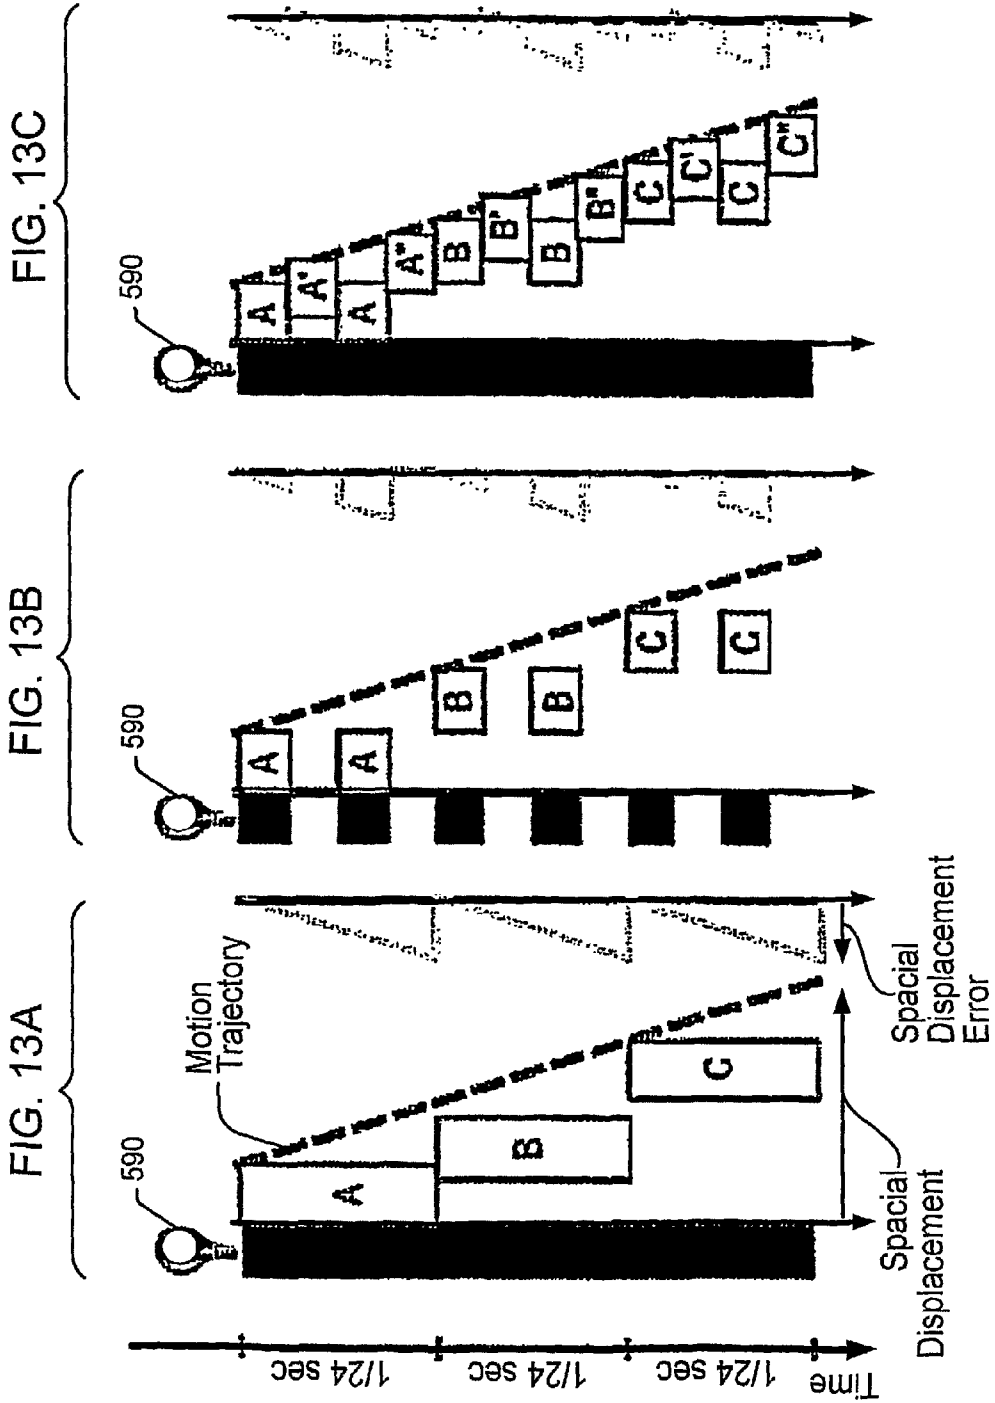 FIG. 13A
590
Motion
Trajectory
A
B
C
Spacial
Displacement
Spacial
Displacement
Error
1/24 sec
1/24 sec
1/24 sec
Time
FIG. 13B
590
A
A
B
B
C
C
FIG. 13C
590
A
A'
A
A"
B
B'
B
B"
C
C'
C
C"